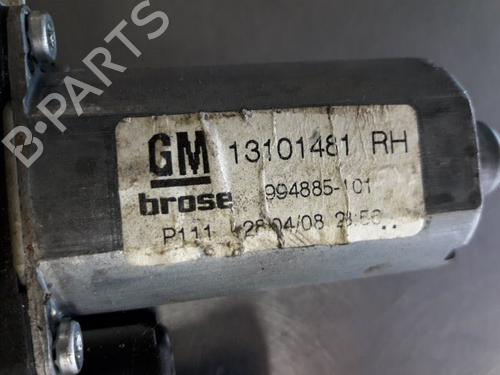 B-PARTS
GM 13101481 RH
brose 994885-101
P111 28/04/08